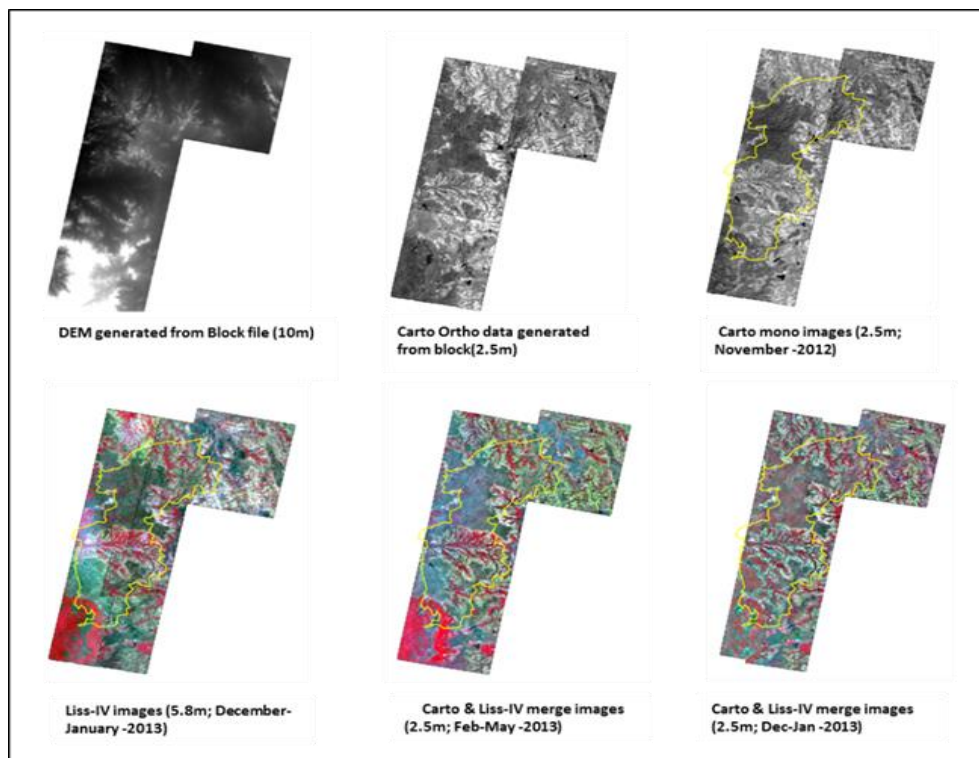 DEM generated from Block file (10m)
Carto Ortho data generated
from block(2.5m)
Carto mono images (2.5m;
November -2012)
Liss-IV images (5.8m; December-
January -2013)
Carto & Liss-IV merge images
(2.5m; Feb-May -2013)
Carto & Liss-IV merge images
(2.5m; Dec-Jan -2013)